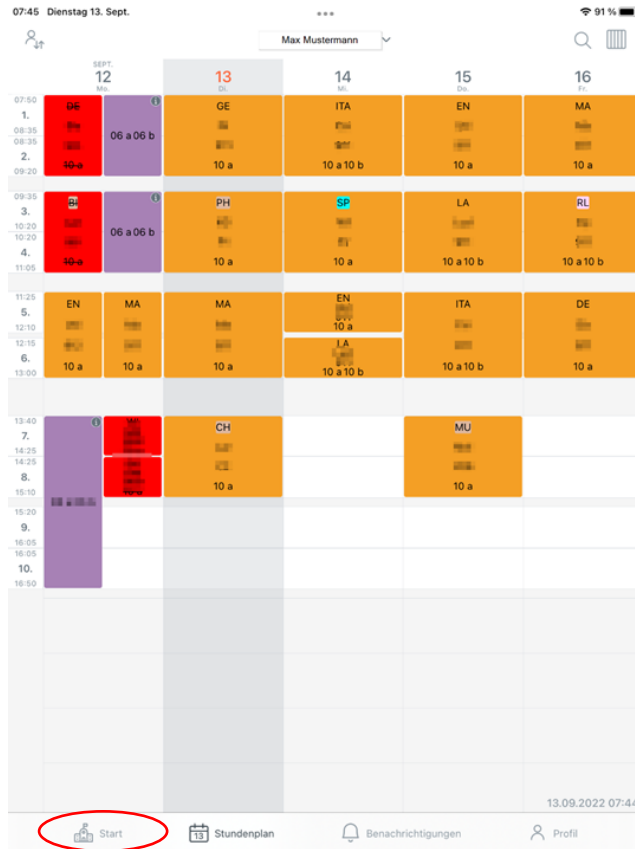 07:45 Dienstag 13. Sept.
91 %
Max Mustermann
SEPT.
12 13 14 15 16
Mo. Di. Mi. Do. Fr.
07:50
DE GE ITA EN MA
1.
08:35
06 a 06 b
08:35
2.
10 a 10 a 10 a 10 b 10 a 10 a
09:20
09:35
BI PH SP LA RL
3.
10:20
06 a 06 b
10:20
4.
10 a 10 a 10 a 10 a 10 b 10 a 10 b
11:05
11:25
EN MA MA EN ITA DE
5.
12:10
10 a
12:15
LA
6.
10 a 10 a 10 a 10 a 10 b 10 a 10 b 10 a
13:00
13:40
CH MU
7.
14:25
14:25
8.
10 a 10 a
15:10
15:20
9.
16:05
16:05
10.
16:50
13.09.2022 07:44
Start 13 Stundenplan Benachrichtigungen Profil